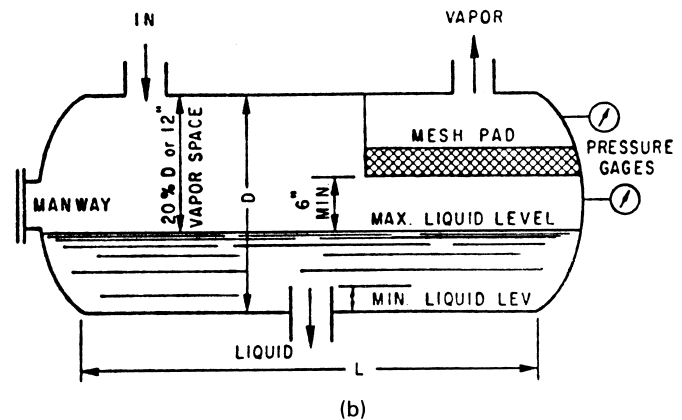 IN
VAPOR
20% D or 12"
VAPOR SPACE
D
MESH PAD
PRESSURE
GAGES
6"
MIN.
MANWAY
MAX. LIQUID LEVEL
MIN. LIQUID LEV
LIQUID
L
(b)